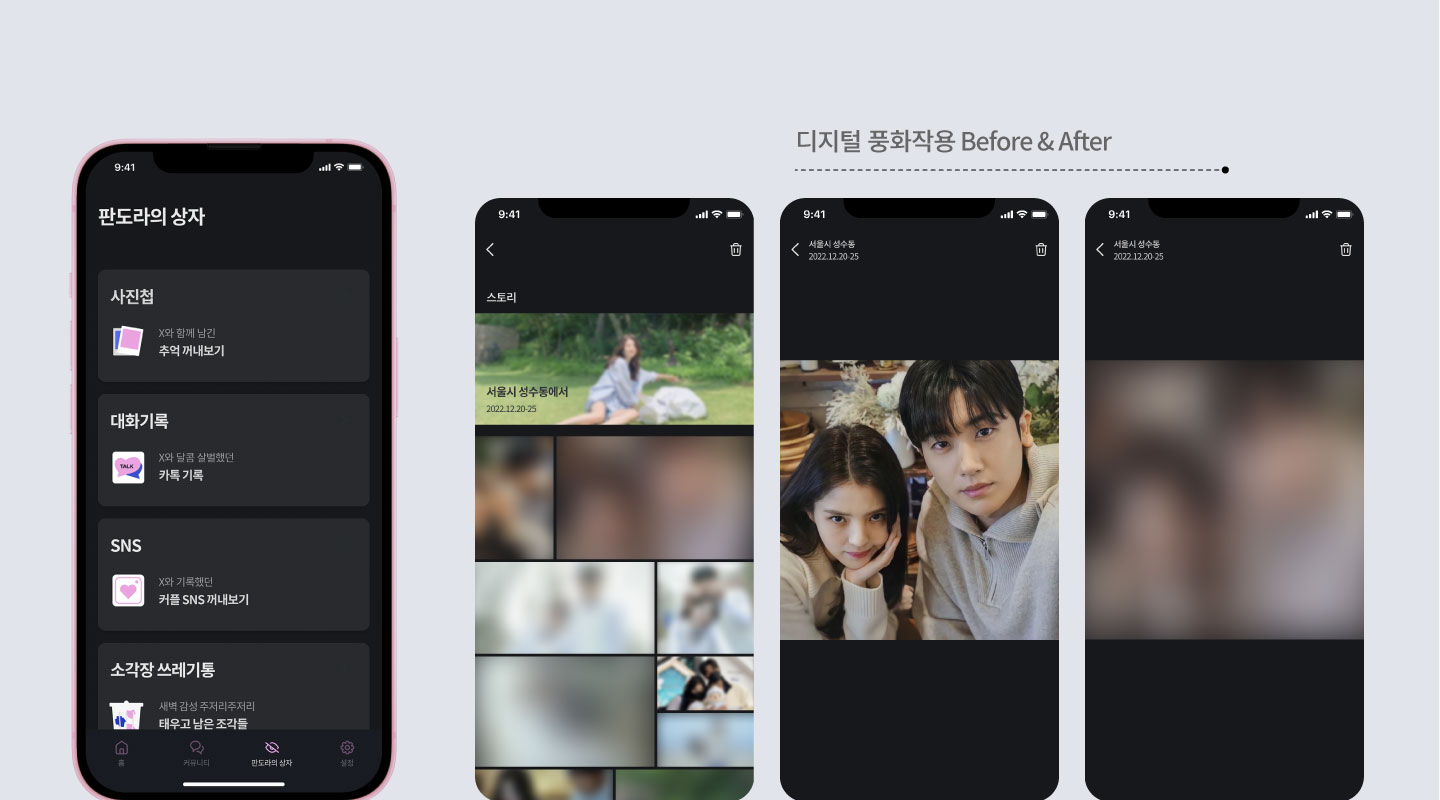 디지털 풍화작용 Before & After
9:41
판도라의 상자
사진첩
X와 함께 남긴
추억 꺼내보기
대화기록
TALK
X와 달콤 살벌했던
카톡 기록
SNS
X와 기록했던
커플 SNS 꺼내보기
소각장 쓰레기통
새벽 감성 주저리주저리
태우고 남은 조각들
홈
커뮤니티
판도라의 상자
설정
9:41
스토리
서울시 성수동에서
2022.12.20-25
9:41
서울시 성수동
2022.12.20-25
9:41
서울시 성수동
2022.12.20-25